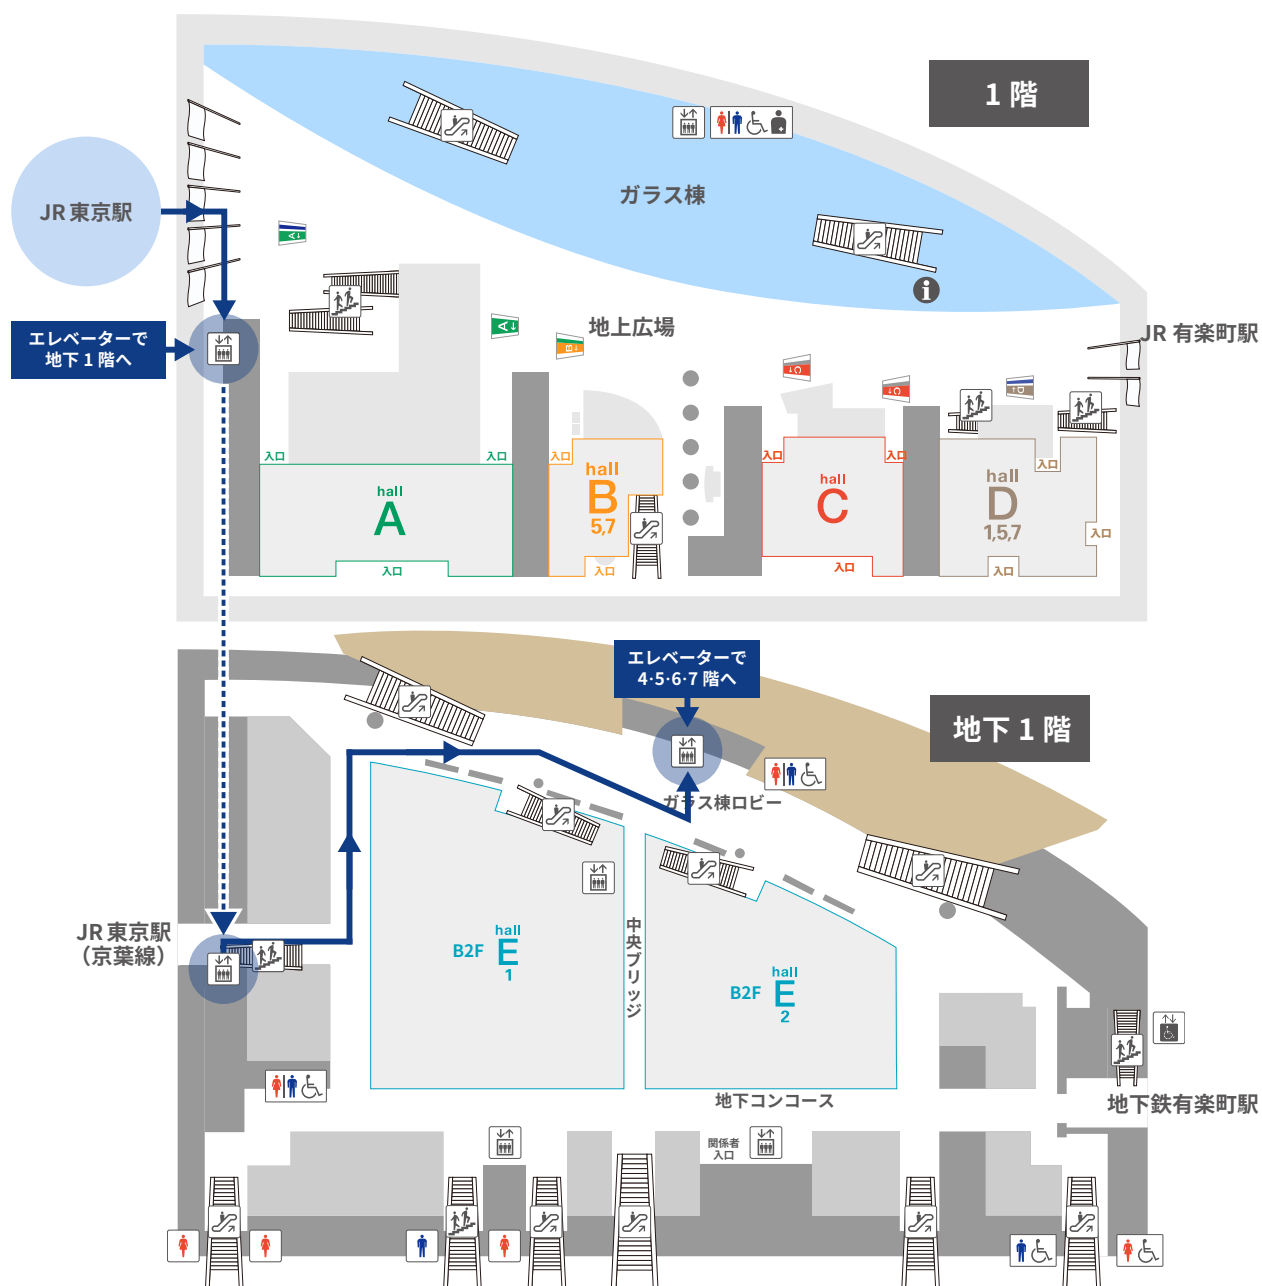 1 階
ガラス棟
JR 東京駅
A
地上広場
JR 有楽町駅
エレベーターで
地下 1 階へ
A
B
C
C
D
入口
入口
入口
入口
入口
入口
hall
A
hall
B
5,7
hall
C
hall
D
1,5,7
入口
入口
入口
入口
入口
エレベーターで
4·5·6·7 階へ
地下 1 階
ガラス棟ロビー
JR 東京駅
(京葉線)
B2F
hall
E
1
中央ブリッジ
B2F
hall
E
2
地下コンコース
地下鉄有楽町駅
関係者
入口